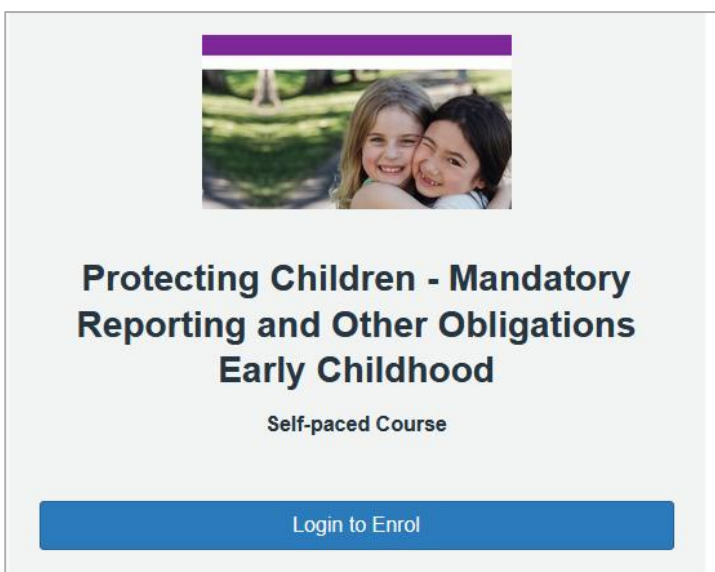 Protecting Children - Mandatory
Reporting and Other Obligations
Early Childhood
Self-paced Course
Login to Enrol